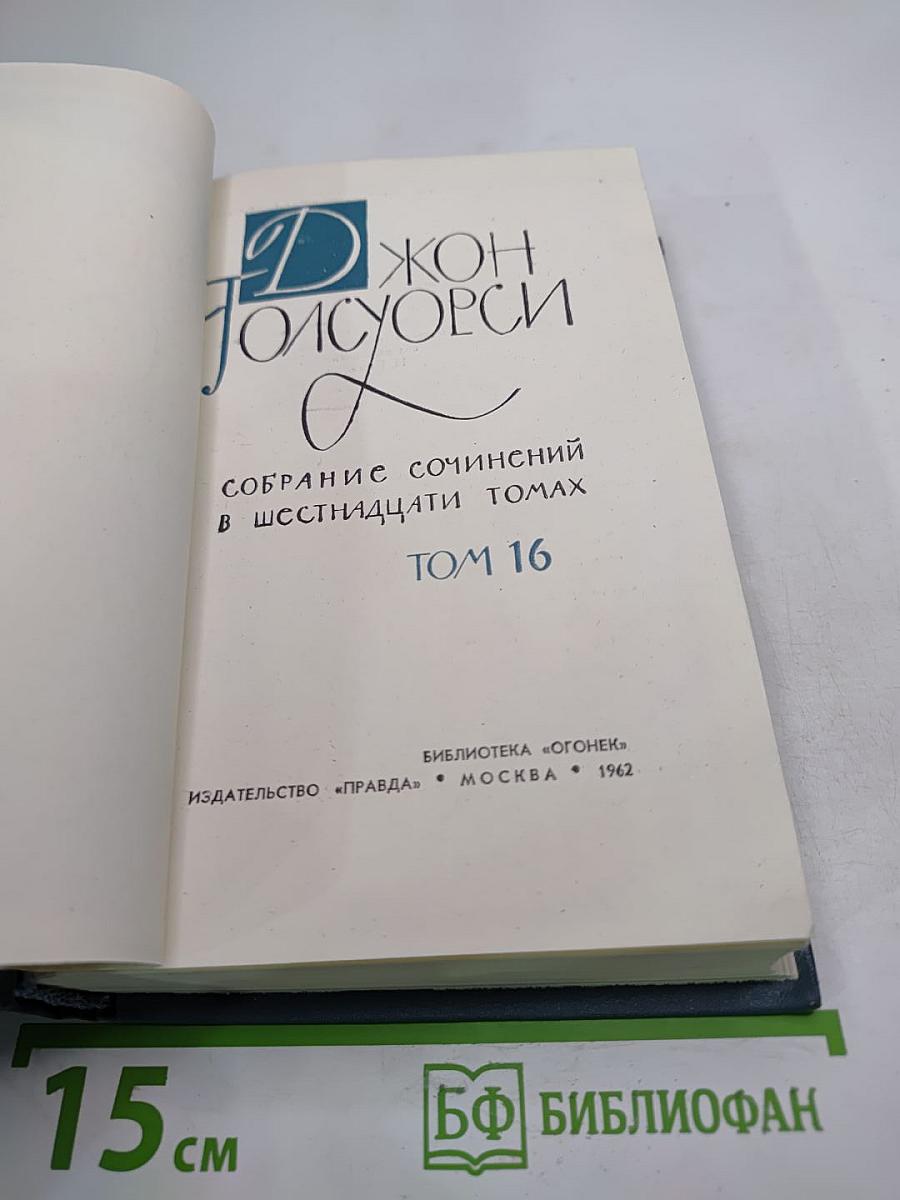 ДЖОН
ГОЛСУОРСИ
СОБРАНИЕ СОЧИНЕНИЙ
В ШЕСТНАДЦАТИ ТОМАХ
ТОМ 16
БИБЛИОТЕКА «ОГОНЕК»
ИЗДАТЕЛЬСТВО «ПРАВДА» • МОСКВА • 1962
15 см
БФ БИБЛИОФАН